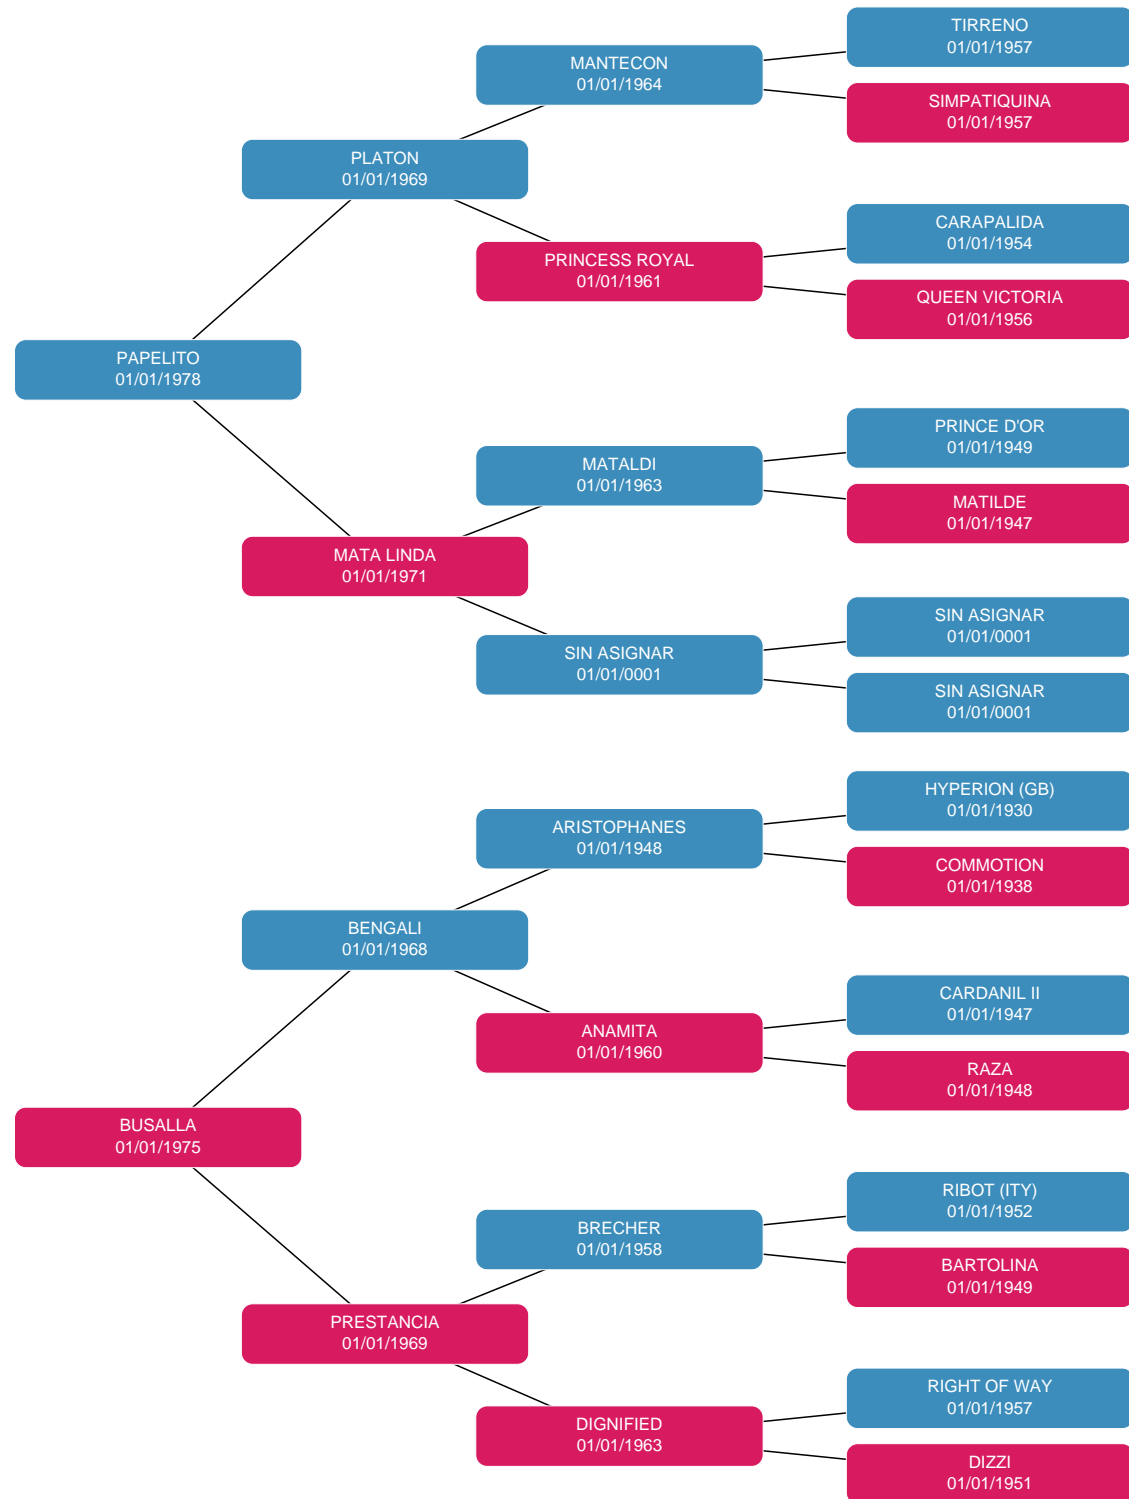 TIRRENO
01/01/1957
MANTECON
01/01/1964
SIMPATIQUINA
01/01/1957
PLATON
01/01/1969
CARAPALIDA
01/01/1954
PRINCESS ROYAL
01/01/1961
QUEEN VICTORIA
01/01/1956
PAPELITO
01/01/1978
PRINCE D'OR
01/01/1949
MATALDI
01/01/1963
MATILDE
01/01/1947
MATA LINDA
01/01/1971
SIN ASIGNAR
01/01/0001
SIN ASIGNAR
01/01/0001
SIN ASIGNAR
01/01/0001
HYPERION (GB)
01/01/1930
ARISTOPHANES
01/01/1948
COMMOTION
01/01/1938
BENGALI
01/01/1968
CARDANIL II
01/01/1947
ANAMITA
01/01/1960
RAZA
01/01/1948
BUSALLA
01/01/1975
RIBOT (ITY)
01/01/1952
BRECHER
01/01/1958
BARTOLINA
01/01/1949
PRESTANCIA
01/01/1969
RIGHT OF WAY
01/01/1957
DIGNIFIED
01/01/1963
DIZZI
01/01/1951